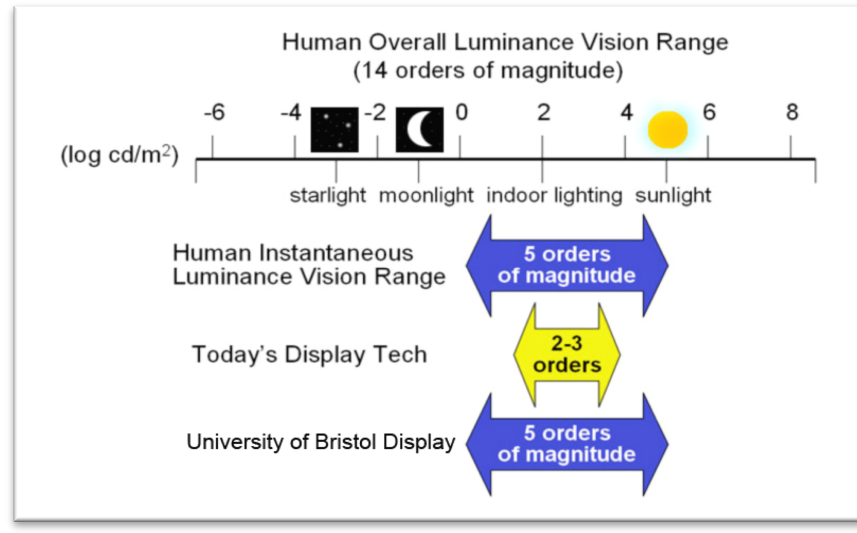 Human Overall Luminance Vision Range
(14 orders of magnitude)
-6 -4 -2 0 2 4 6 8
(log cd/m²)
starlight moonlight indoor lighting sunlight
Human Instantaneous
Luminance Vision Range
5 orders
of magnitude
Today's Display Tech
2-3
orders
University of Bristol Display
5 orders
of magnitude